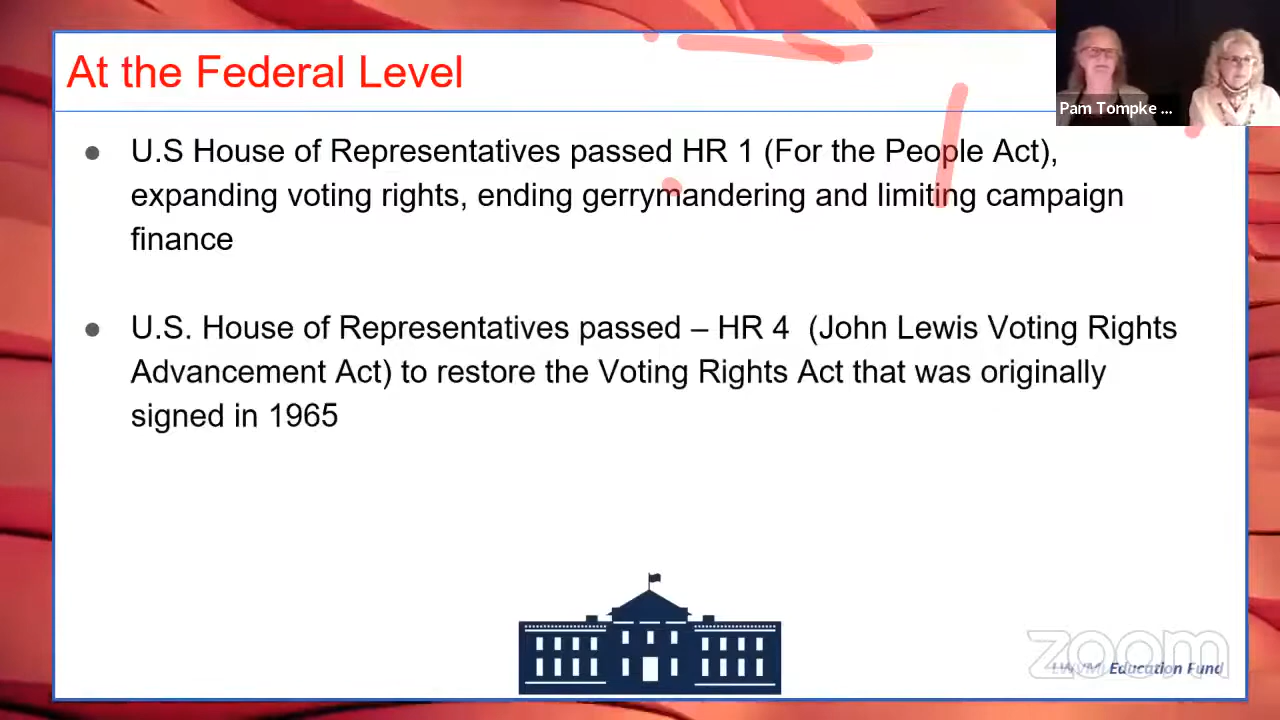 At the Federal Level
Pam Tompke ...
● U.S House of Representatives passed HR 1 (For the People Act),
expanding voting rights, ending gerrymandering and limiting campaign
finance
● U.S. House of Representatives passed – HR 4 (John Lewis Voting Rights
Advancement Act) to restore the Voting Rights Act that was originally
signed in 1965
zoom
LWVMI Education Fund